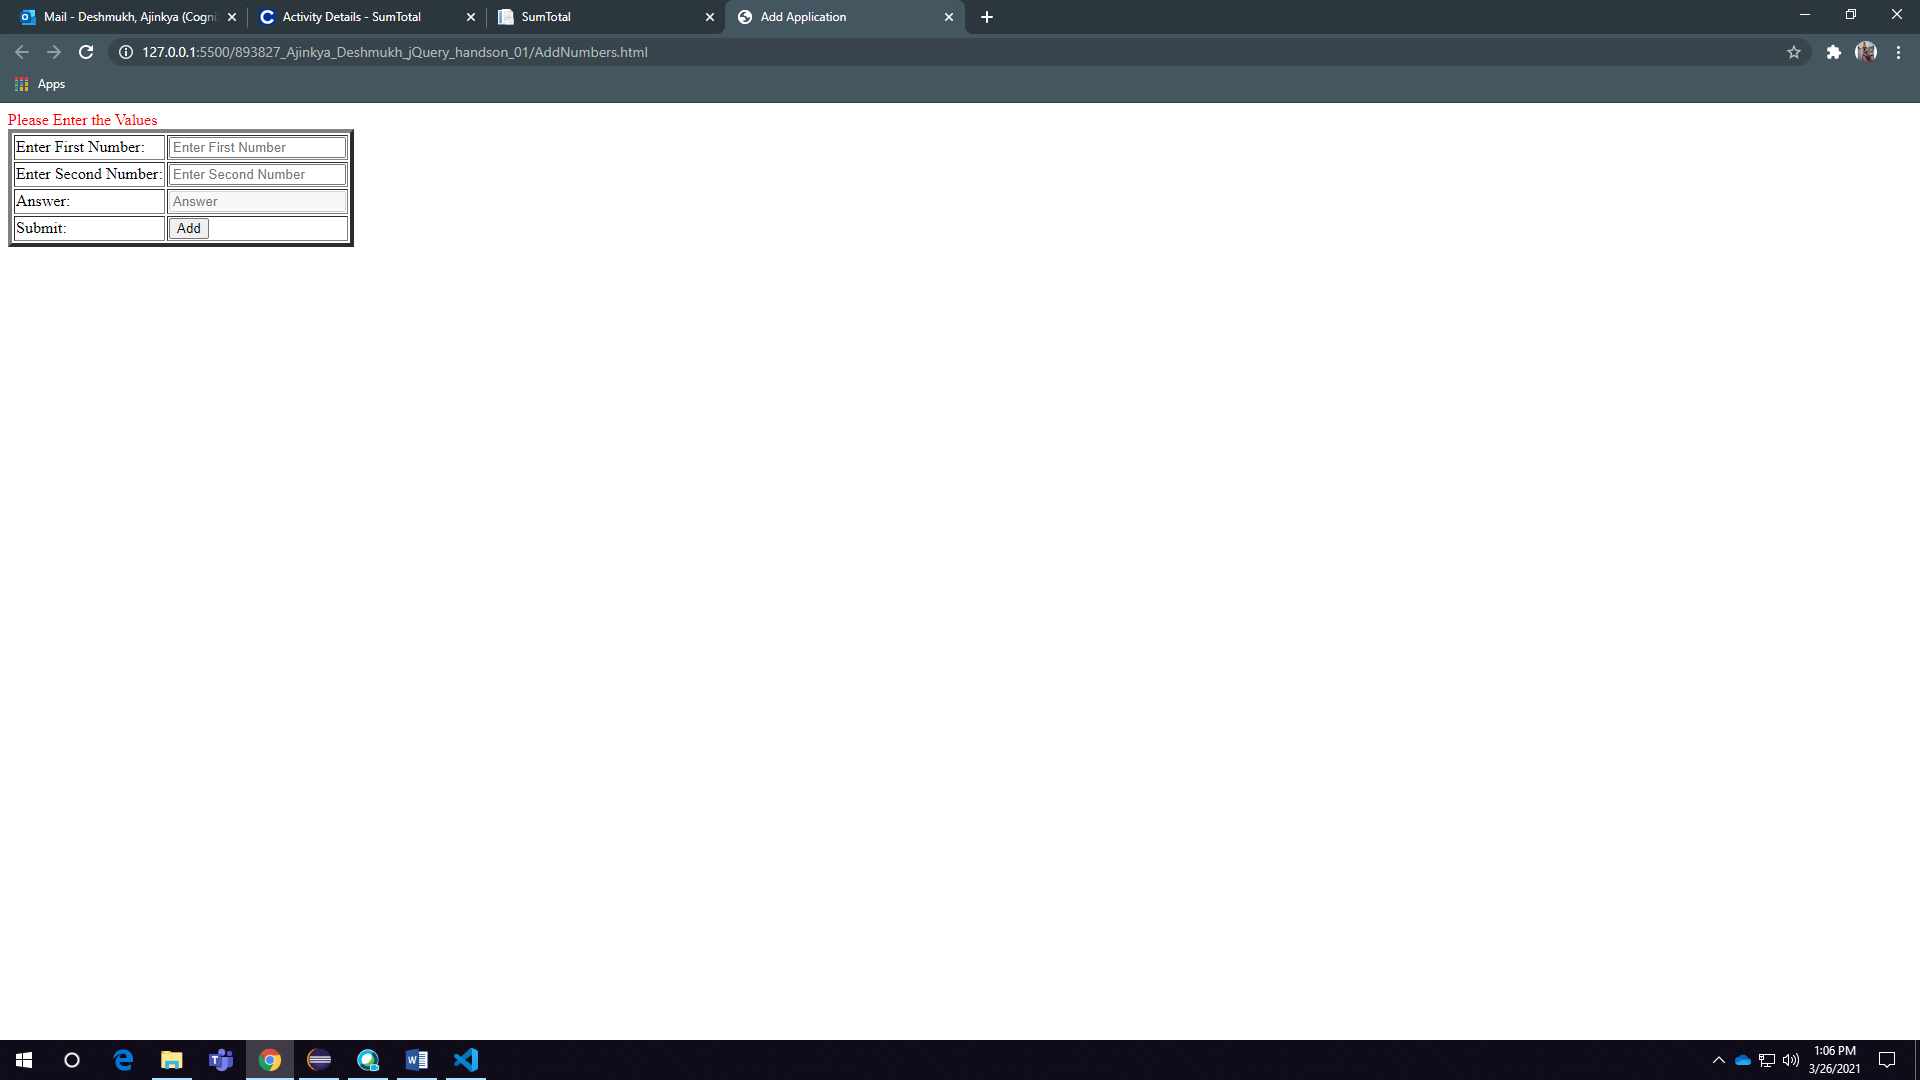 Mail - Deshmukh, Ajinkya (Cogni
Activity Details - SumTotal
SumTotal
Add Application
127.0.0.1:5500/893827_Ajinkya_Deshmukh_jQuery_handson_01/AddNumbers.html
Apps
Please Enter the Values
Enter First Number: Enter First Number
Enter Second Number: Enter Second Number
Answer: Answer
Submit: Add
1:06 PM
3/26/2021